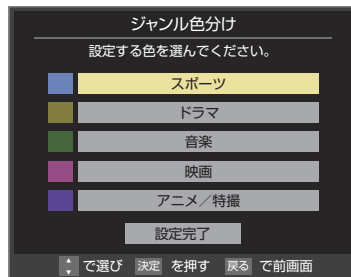 ジャンル色分け
設定する色を選んでください。
スポーツ
ドラマ
音楽
映画
アニメ／特撮
設定完了
で選び 決定 を押す 戻る で前画面